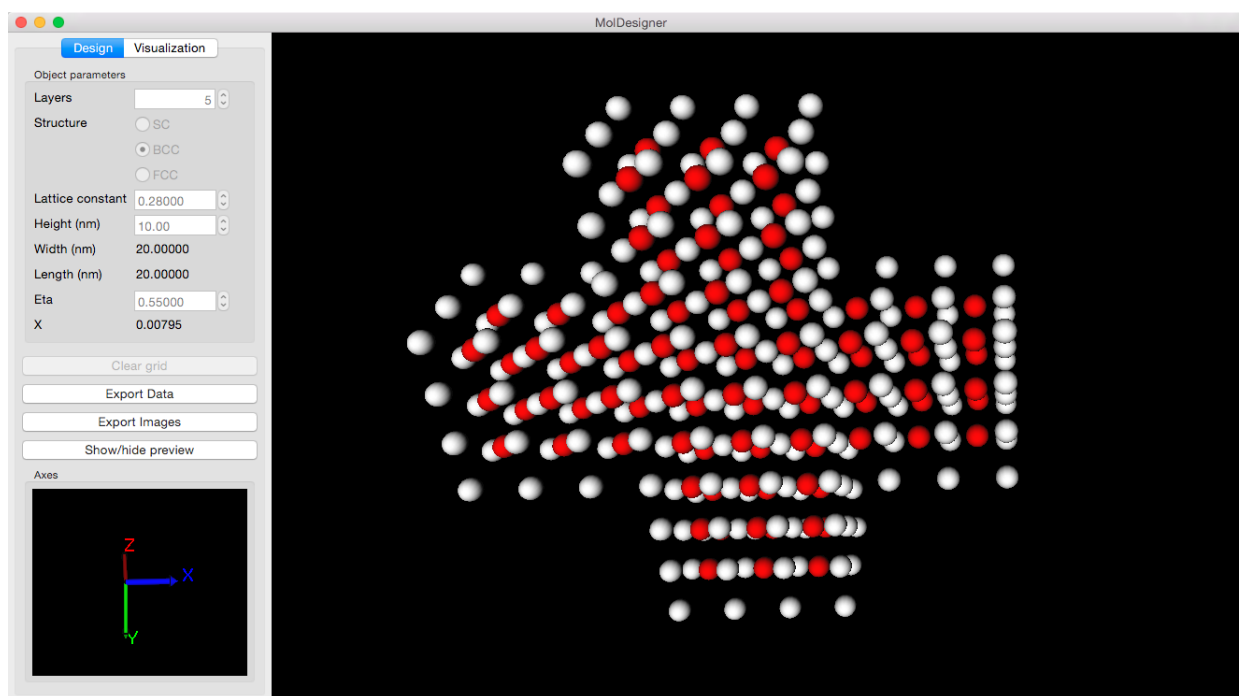 MolDesigner
Design Visualization
Object parameters
Layers 5
Structure SC
BCC
FCC
Lattice constant 0.28000
Height (nm) 10.00
Width (nm) 20.00000
Length (nm) 20.00000
Eta 0.55000
X 0.00795
Clear grid
Export Data
Export Images
Show/hide preview
Axes
Z
X
Y